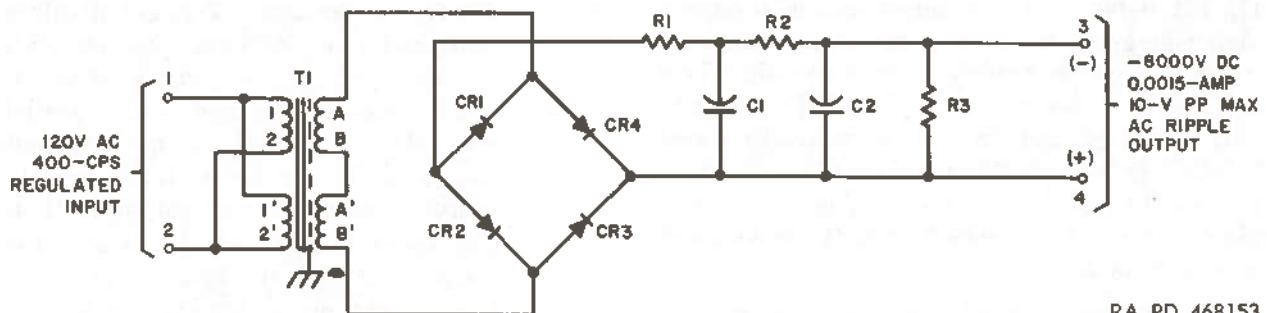 R1
R2
3
(-)
1
T1
CR1
CR4
C1
C2
R3
-6000V DC
0.0015-AMP
10-V PP MAX
AC RIPPLE
OUTPUT
1
2
A
B
120V AC
400-CPS
REGULATED
INPUT
(+)
4
2
1'
2'
A'
B'
CR2
CR3
RA PD 468153